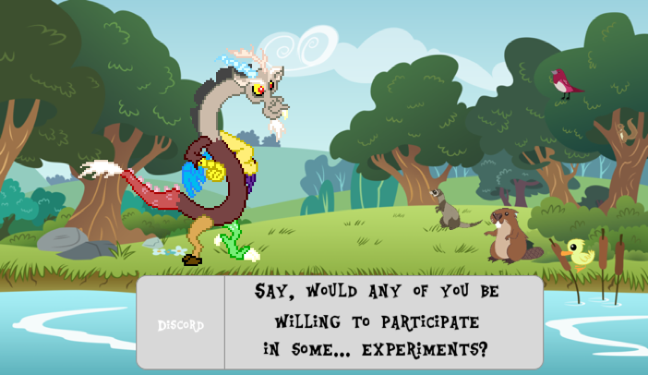 Discord
Say, would any of you be
willing to participate
in some... experiments?